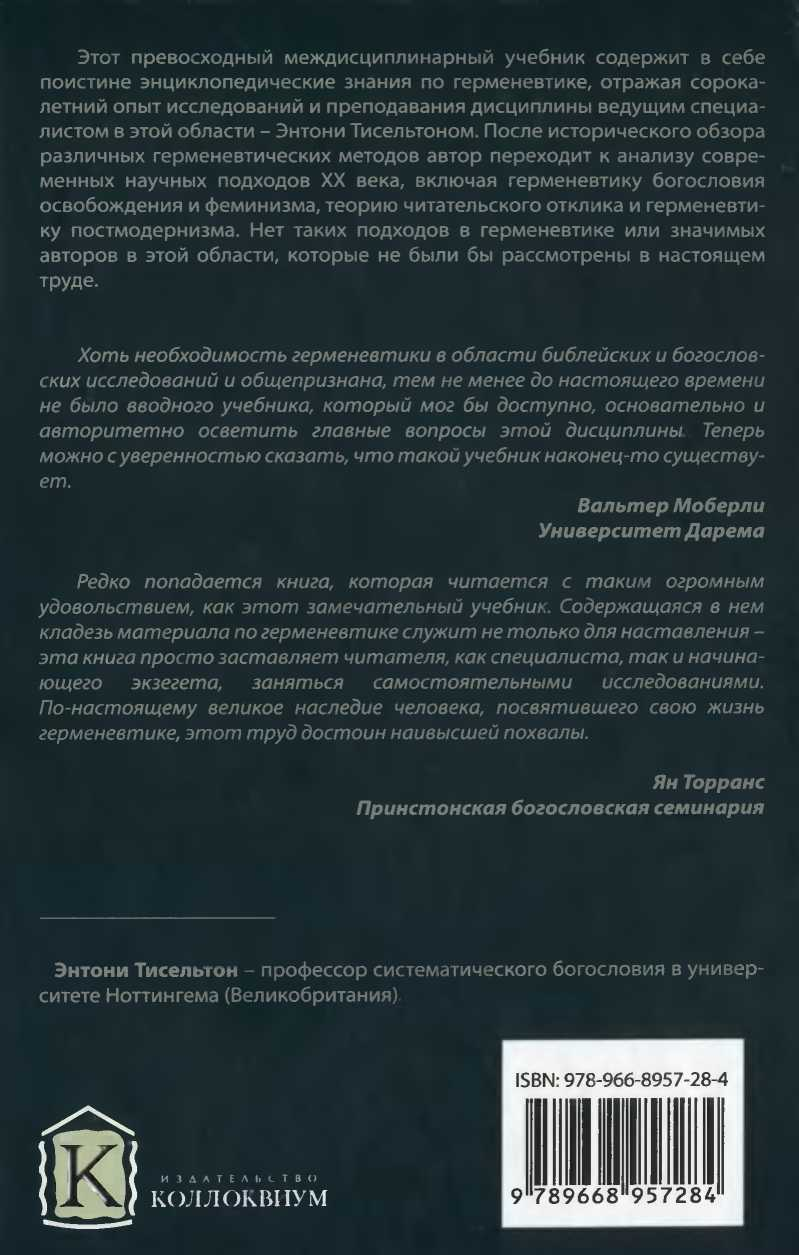 Этот превосходный междисциплинарный учебник содержит в себе
поистине энциклопедические знания по герменевтике, отражая сорока-
летний опыт исследований и преподавания дисциплины ведущим специа-
листом в этой области – Энтони Тисельтоном. После исторического обзора
различных герменевтических методов автор переходит к анализу совре-
менных научных подходов XX века, включая герменевтику богословия
освобождения и феминизма, теорию читательского отклика и герменевти-
ку постмодернизма. Нет таких подходов в герменевтике или значимых
авторов в этой области, которые не были бы рассмотрены в настоящем
труде.
Хоть необходимость герменевтики в области библейских и богослов-
ских исследований и общепризнана, тем не менее до настоящего времени
не было вводного учебника, который мог бы доступно, основательно и
авторитетно осветить главные вопросы этой дисциплины. Теперь
можно с уверенностью сказать, что такой учебник наконец-то существу-
ет.
Вальтер Моберли
Университет Дарема
Редко попадается книга, которая читается с таким огромным
удовольствием, как этот замечательный учебник. Содержащаяся в нем
кладезь материала по герменевтике служит не только для наставления –
эта книга просто заставляет читателя, как специалиста, так и начина-
ющего экзегета, заняться самостоятельными исследованиями.
По-настоящему великое наследие человека, посвятившего свою жизнь
герменевтике, этот труд достоин наивысшей похвалы.
Ян Торранс
Принстонская богословская семинария
Энтони Тисельтон – профессор систематического богословия в универ-
ситете Ноттингема (Великобритания).
ISBN: 978-966-8957-28-4
9 789668 957284
К
ИЗДАТЕЛЬСТВО
КОЛЛОКВИУМ